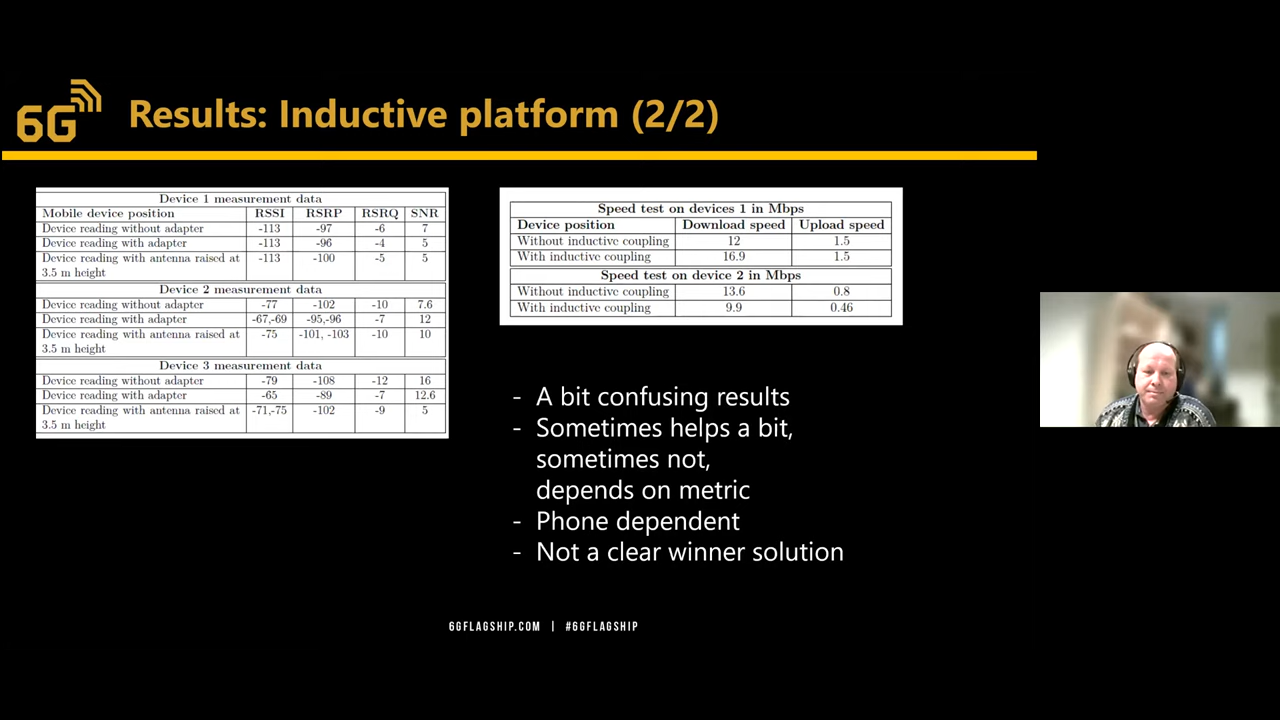 6G
Results: Inductive platform (2/2)
Device 1 measurement data
Mobile device position RSSI RSRP RSRQ SNR
Device reading without adapter -113 -97 -6 7
Device reading with adapter -113 -96 -4 5
Device reading with antenna raised at -113 -100 -5 5
3.5 m height
Device 2 measurement data
Device reading without adapter -77 -102 -10 7.6
Device reading with adapter -67,-69 -95,-96 -7 12
Device reading with antenna raised at -75 -101, -103 -10 10
3.5 m height
Device 3 measurement data
Device reading without adapter -79 -108 -12 16
Device reading with adapter -65 -89 -7 12.6
Device reading with antenna raised at -71,-75 -102 -9 5
3.5 m height
Speed test on devices 1 in Mbps
Device position Download speed Upload speed
Without inductive coupling 12 1.5
With inductive coupling 16.9 1.5
Speed test on device 2 in Mbps
Without inductive coupling 13.6 0.8
With inductive coupling 9.9 0.46
- A bit confusing results
- Sometimes helps a bit,
sometimes not,
depends on metric
- Phone dependent
- Not a clear winner solution
6GFLAGSHIP.COM | #6GFLAGSHIP